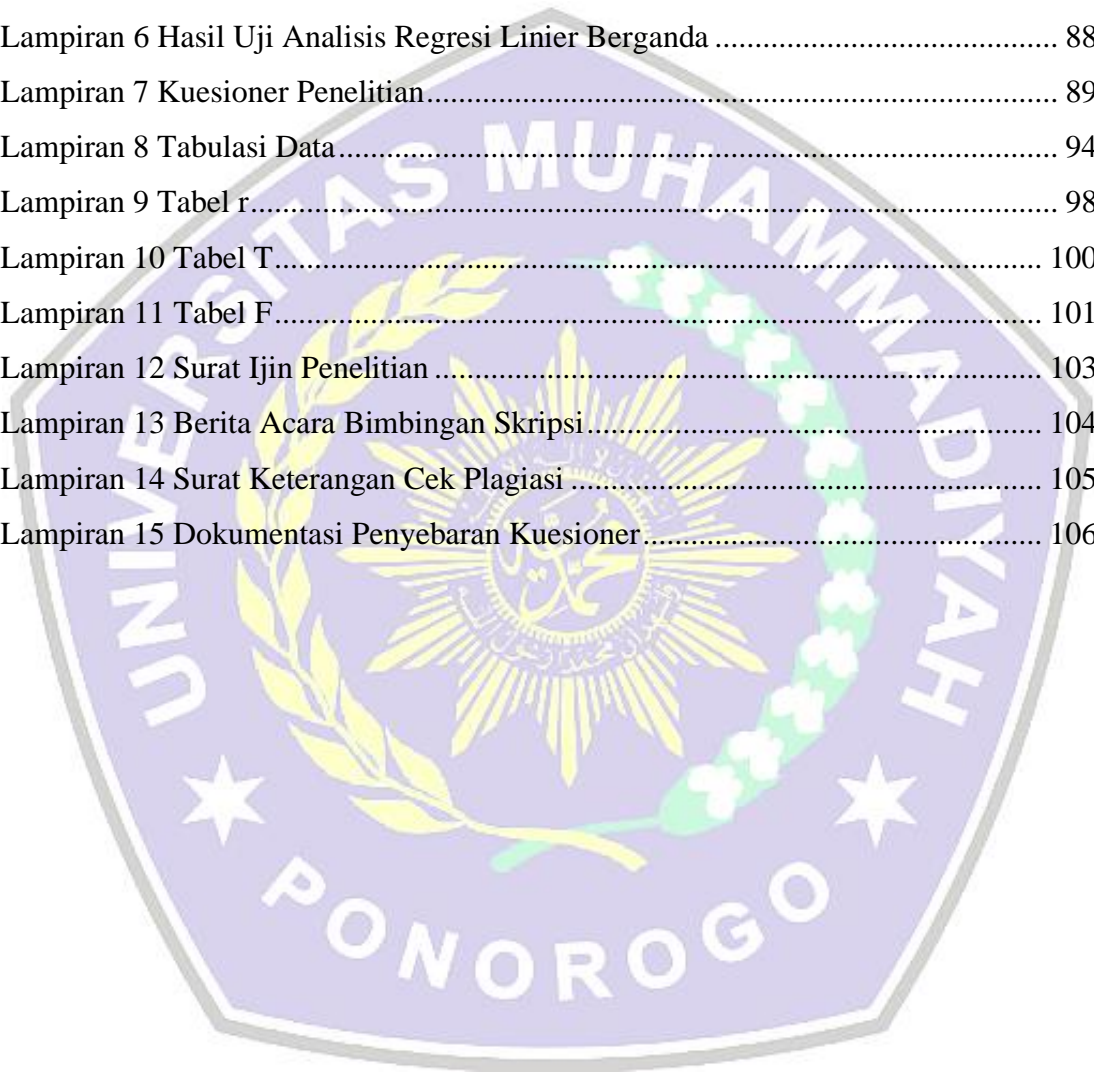 Lampiran 6 Hasil Uji Analisis Regresi Linier Berganda ........................................ 88
Lampiran 7 Kuesioner Penelitian ........................................ 89
Lampiran 8 Tabulasi Data ........................................ 94
Lampiran 9 Tabel r ........................................ 98
Lampiran 10 Tabel T ........................................ 100
Lampiran 11 Tabel F ........................................ 101
Lampiran 12 Surat Ijin Penelitian ........................................ 103
Lampiran 13 Berita Acara Bimbingan Skripsi ........................................ 104
Lampiran 14 Surat Keterangan Cek Plagiasi ........................................ 105
Lampiran 15 Dokumentasi Penyebaran Kuesioner ........................................ 106
UNIVERSITAS MUHAMMADIYAH
PONOROGO
محمد